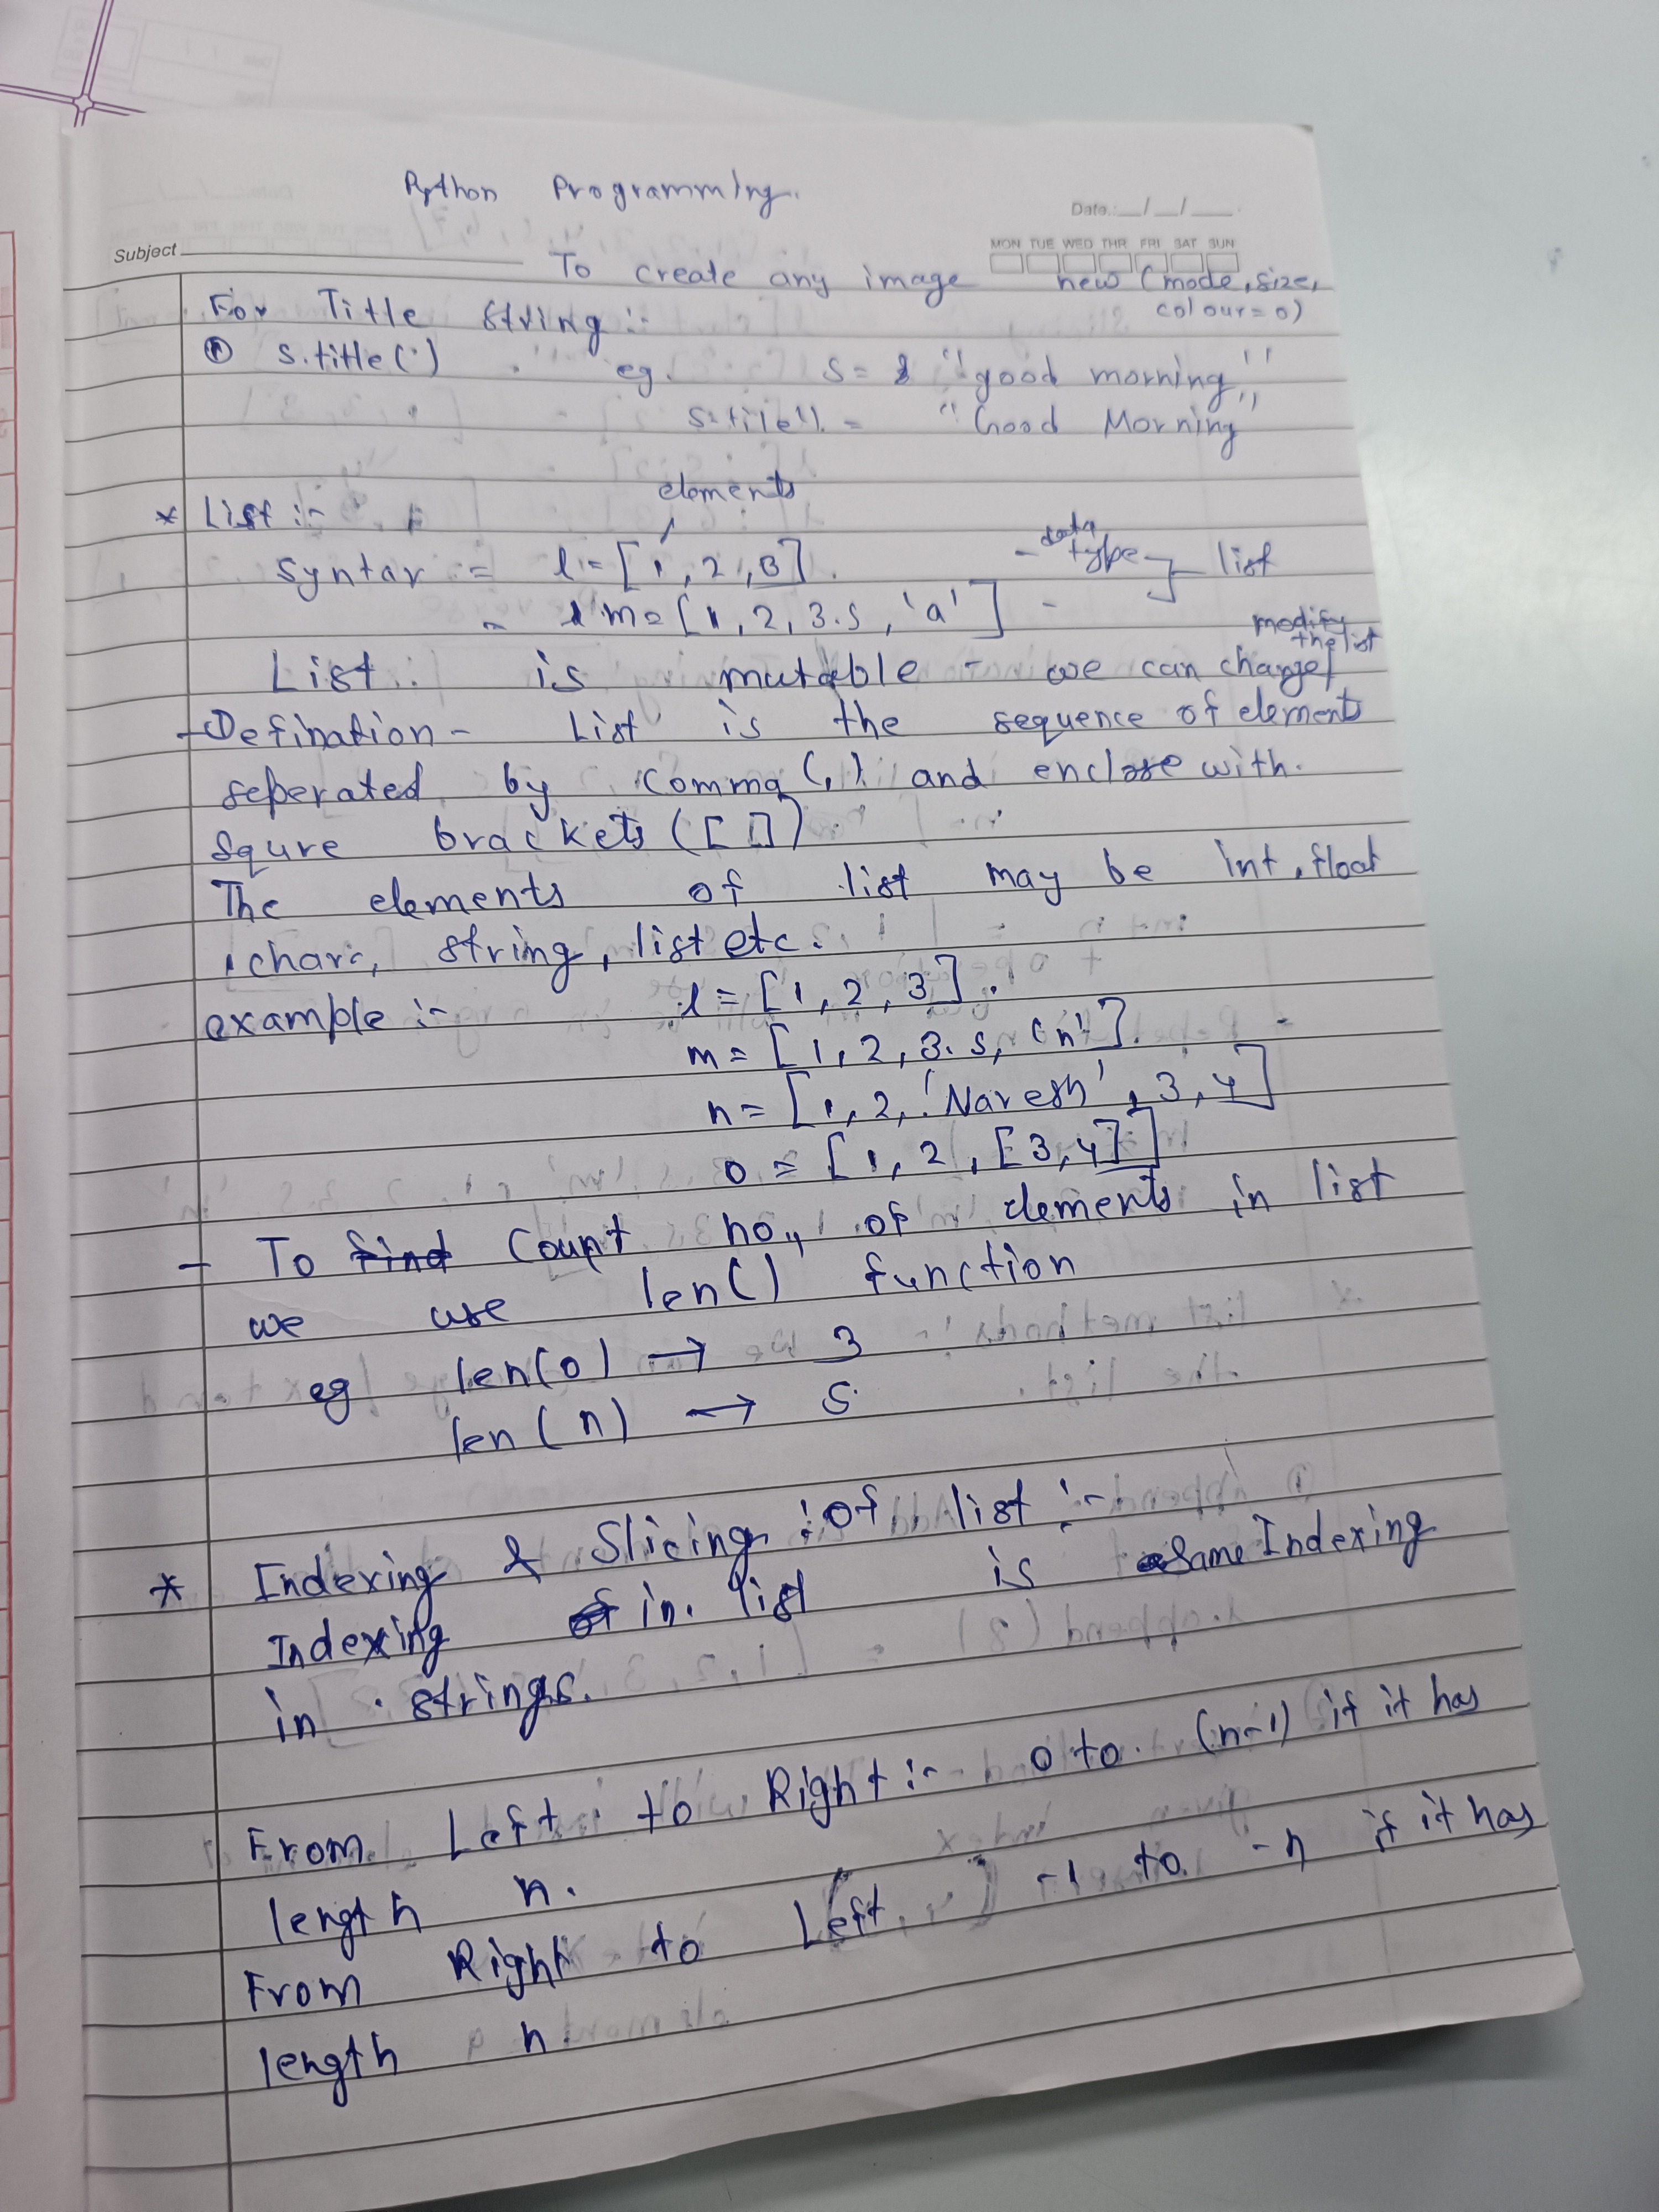 Python Programming.
Date.:__/__/___.
MON TUE WED THR FRI SAT SUN
Subject
To create any image new (mode, size,
colour=0)
For Title string :-
① s.title()
eg. s = "good morning"
s.title() = "Good Morning"
elements
* List :-
syntax :- l = [1, 2, 3]. - data type } list
= m = [1, 2, 3.5, 'a'] -
modify
the list
List is mutable - we can change
- Defination - List is the sequence of elements
seperated by comma (,) and enclose with
squre brackets ([ ])
The elements of list may be int, float
, char, string, list etc.
example :- l = [1, 2, 3].
m = [1, 2, 3.5, 'n'].
n = [1, 2, 'Naresh', 3, 4]
o = [1, 2, [3, 4]]
- To find Count no., of elements in list
we use len() function
eg len(o) → 3
len(n) → 5
* Indexing & Slicing of list :-
Indexing of in list is same Indexing
in strings.
From Left to Right :- 0 to (n-1) if it has
length n.
From Right to Left, -1 to -n if it has
length n.